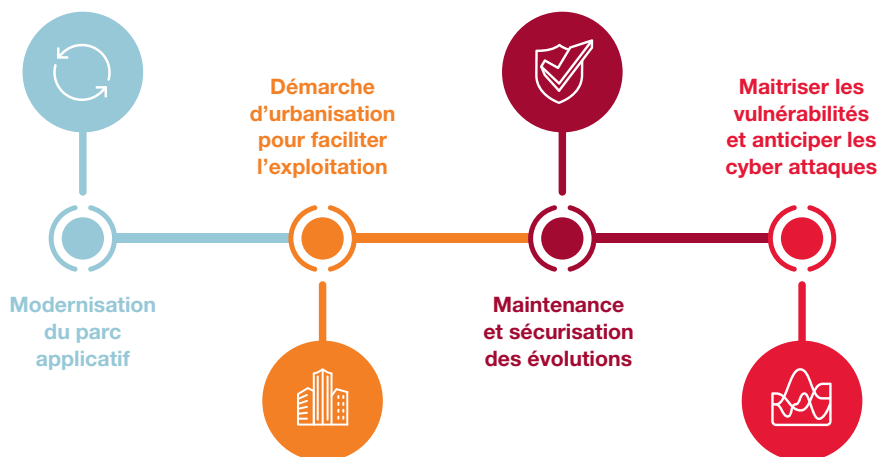 Modernisation
du parc
applicatif
Démarche
d'urbanisation
pour faciliter
l'exploitation
Maintenance
et sécurisation
des évolutions
Maitriser les
vulnérabilités
et anticiper les
cyber attaques